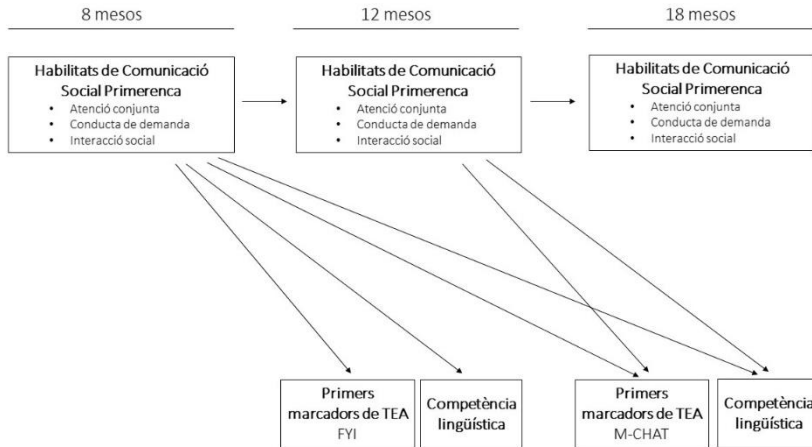 8 mesos
12 mesos
18 mesos
Habilitats de Comunicació
Social Primerenca
• Atenció conjunta
• Conducta de demanda
• Interacció social
Habilitats de Comunicació
Social Primerenca
• Atenció conjunta
• Conducta de demanda
• Interacció social
Habilitats de Comunicació
Social Primerenca
• Atenció conjunta
• Conducta de demanda
• Interacció social
Primers
marcadors de TEA
FYI
Competència
lingüística
Primers
marcadors de TEA
M-CHAT
Competència
lingüística